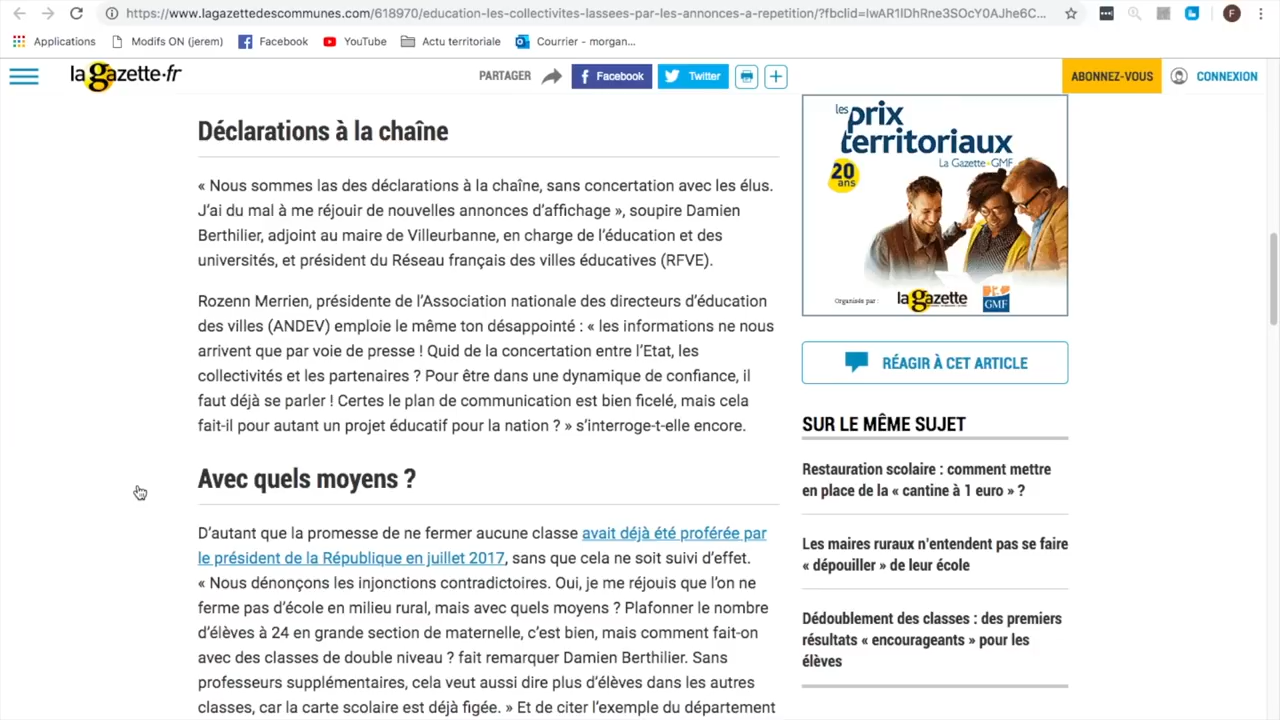 https://www.lagazettedescommunes.com/618970/education-les-collectivites-lassees-par-les-annonces-a-repetition/?fbclid=IwAR1IDhRne3SOcY0AJhe6C...
F
Applications
Modifs ON (jerem)
Facebook
YouTube
Actu territoriale
Courrier - morgan...
la gazette·fr
PARTAGER
Facebook
Twitter
ABONNEZ-VOUS
CONNEXION
Déclarations à la chaîne
« Nous sommes las des déclarations à la chaîne, sans concertation avec les élus.
J’ai du mal à me réjouir de nouvelles annonces d’affichage », soupire Damien
Berthilier, adjoint au maire de Villeurbanne, en charge de l’éducation et des
universités, et président du Réseau français des villes éducatives (RFVE).
Rozenn Merrien, présidente de l’Association nationale des directeurs d’éducation
des villes (ANDEV) emploie le même ton désappointé : « les informations ne nous
arrivent que par voie de presse ! Quid de la concertation entre l’Etat, les
collectivités et les partenaires ? Pour être dans une dynamique de confiance, il
faut déjà se parler ! Certes le plan de communication est bien ficelé, mais cela
fait-il pour autant un projet éducatif pour la nation ? » s’interroge-t-elle encore.
Avec quels moyens ?
D’autant que la promesse de ne fermer aucune classe avait déjà été proférée par
le président de la République en juillet 2017, sans que cela ne soit suivi d’effet.
« Nous dénonçons les injonctions contradictoires. Oui, je me réjouis que l’on ne
ferme pas d’école en milieu rural, mais avec quels moyens ? Plafonner le nombre
d’élèves à 24 en grande section de maternelle, c’est bien, mais comment fait-on
avec des classes de double niveau ? fait remarquer Damien Berthilier. Sans
professeurs supplémentaires, cela veut aussi dire plus d’élèves dans les autres
classes, car la carte scolaire est déjà figée. » Et de citer l’exemple du département
les prix
territoriaux
La Gazette•GMF
20
ans
Organisés par :
la gazette
GMF
RÉAGIR À CET ARTICLE
SUR LE MÊME SUJET
Restauration scolaire : comment mettre
en place de la « cantine à 1 euro » ?
Les maires ruraux n’entendent pas se faire
« dépouiller » de leur école
Dédoublement des classes : des premiers
résultats « encourageants » pour les
élèves